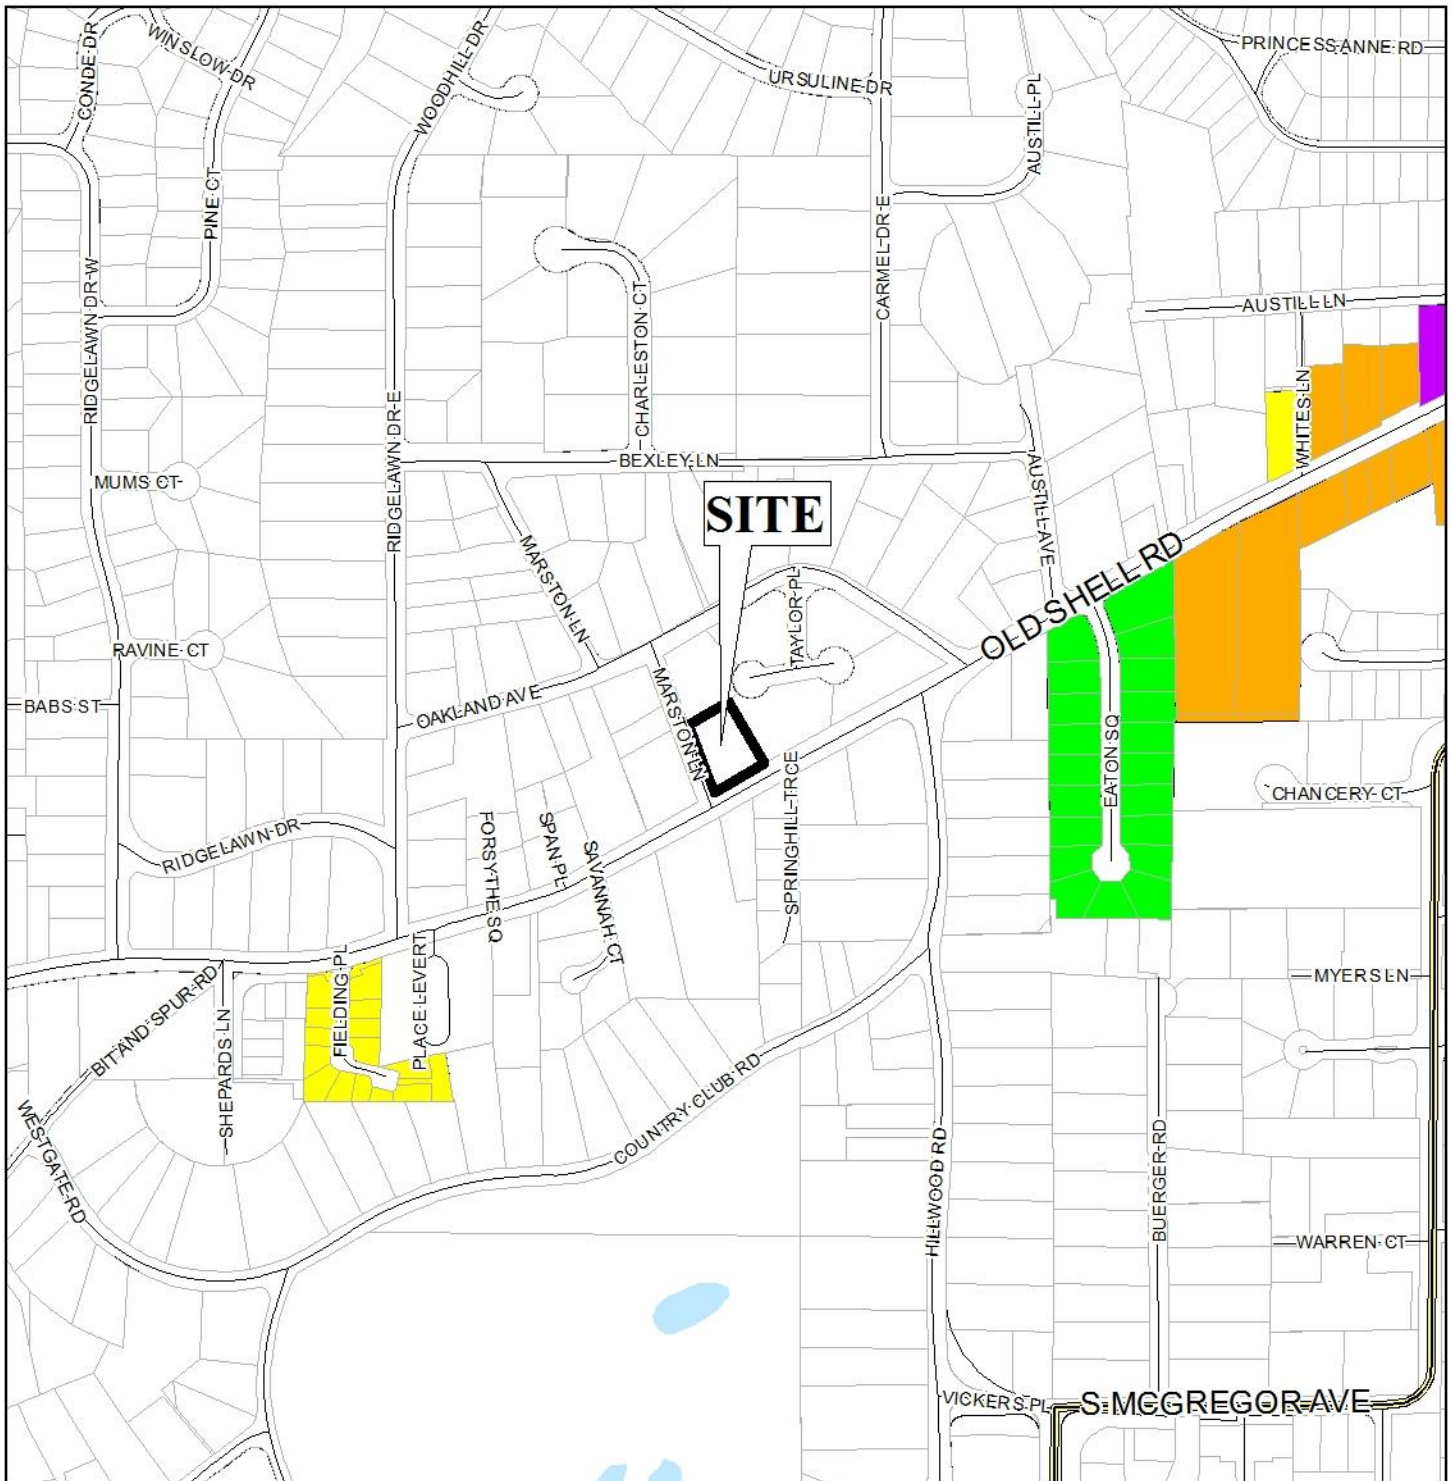 CONDE DR
WINSLOW DR
WOODHILL DR
URSULINE DR
PRINCESS ANNE RD
AUSTILL PL
PINE CT
CARMEL DR E
RIDGELAWN DR W
CHARLESTON CT
AUSTILL LN
RIDGELAWN DR E
WHITES LN
BEXLEY LN
MUMS CT
AUSTILL AVE
SITE
MARSTON LN
OLD SHELL RD
TAYLOR PL
RAVINE CT
MARSTON LN
OAKLAND AVE
BABS ST
EATON SQ
SPRINGHILL TRCE
CHANCERY CT
RIDGELAWN DR
FORSYTHE SQ
SPAN PL
SAVANNAH CT
FIELDING PL
PLACE LEVERT
MYERS LN
BIT AND SPUR RD
SHEPARDS LN
COUNTRY CLUB RD
WESTGATE RD
HILLWOOD RD
BUERGER RD
WARREN CT
VICKERS PL
S MCGREGOR AVE